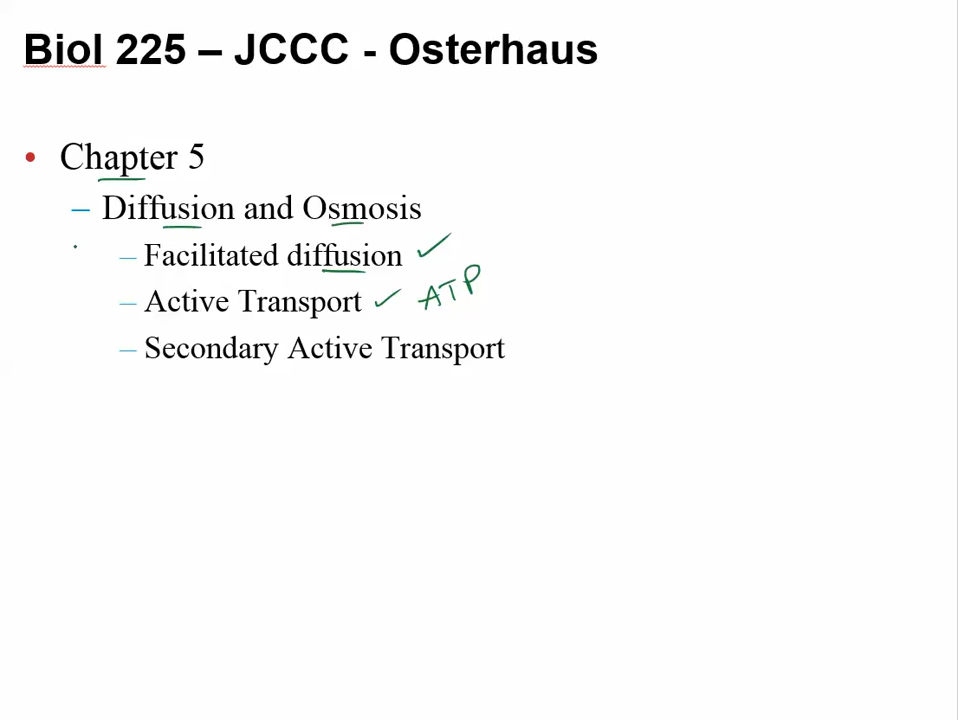 Biol 225 – JCCC - Osterhaus
• Chapter 5
– Diffusion and Osmosis
– Facilitated diffusion ✓
– Active Transport ✓ ATP
– Secondary Active Transport